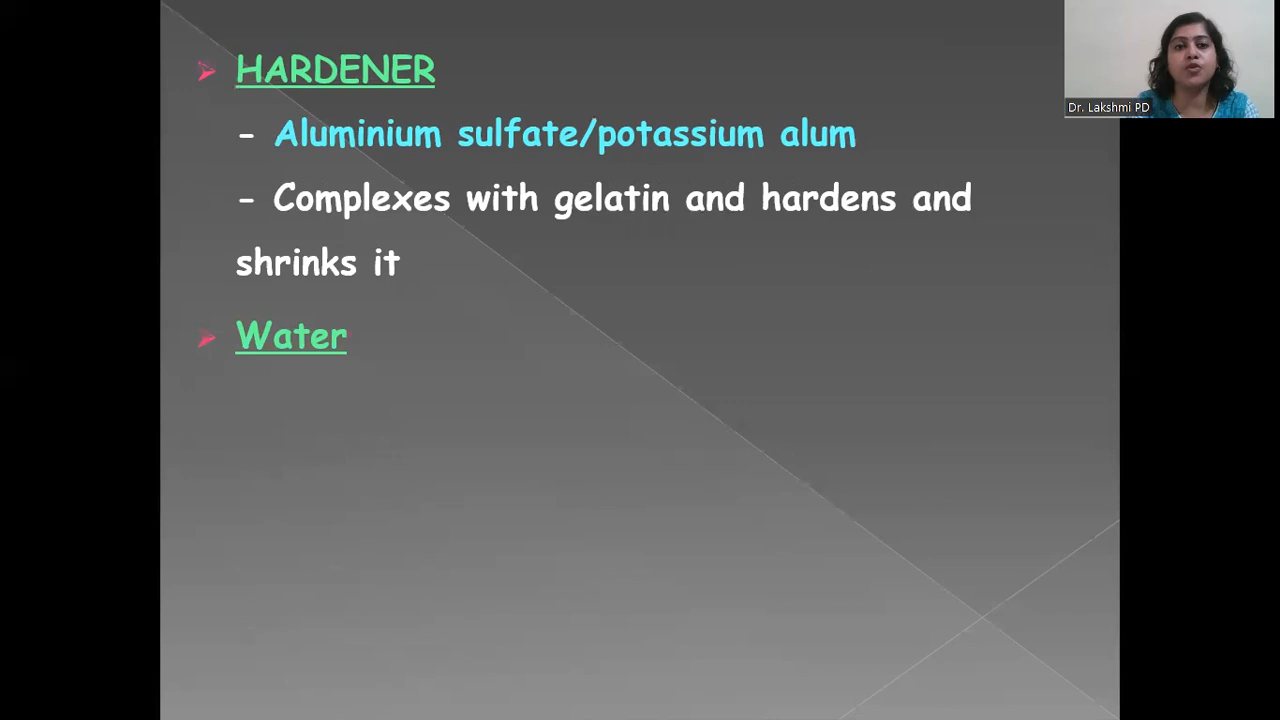 HARDENER
- Aluminium sulfate/potassium alum
- Complexes with gelatin and hardens and
shrinks it
Water
Dr. Lakshmi PD